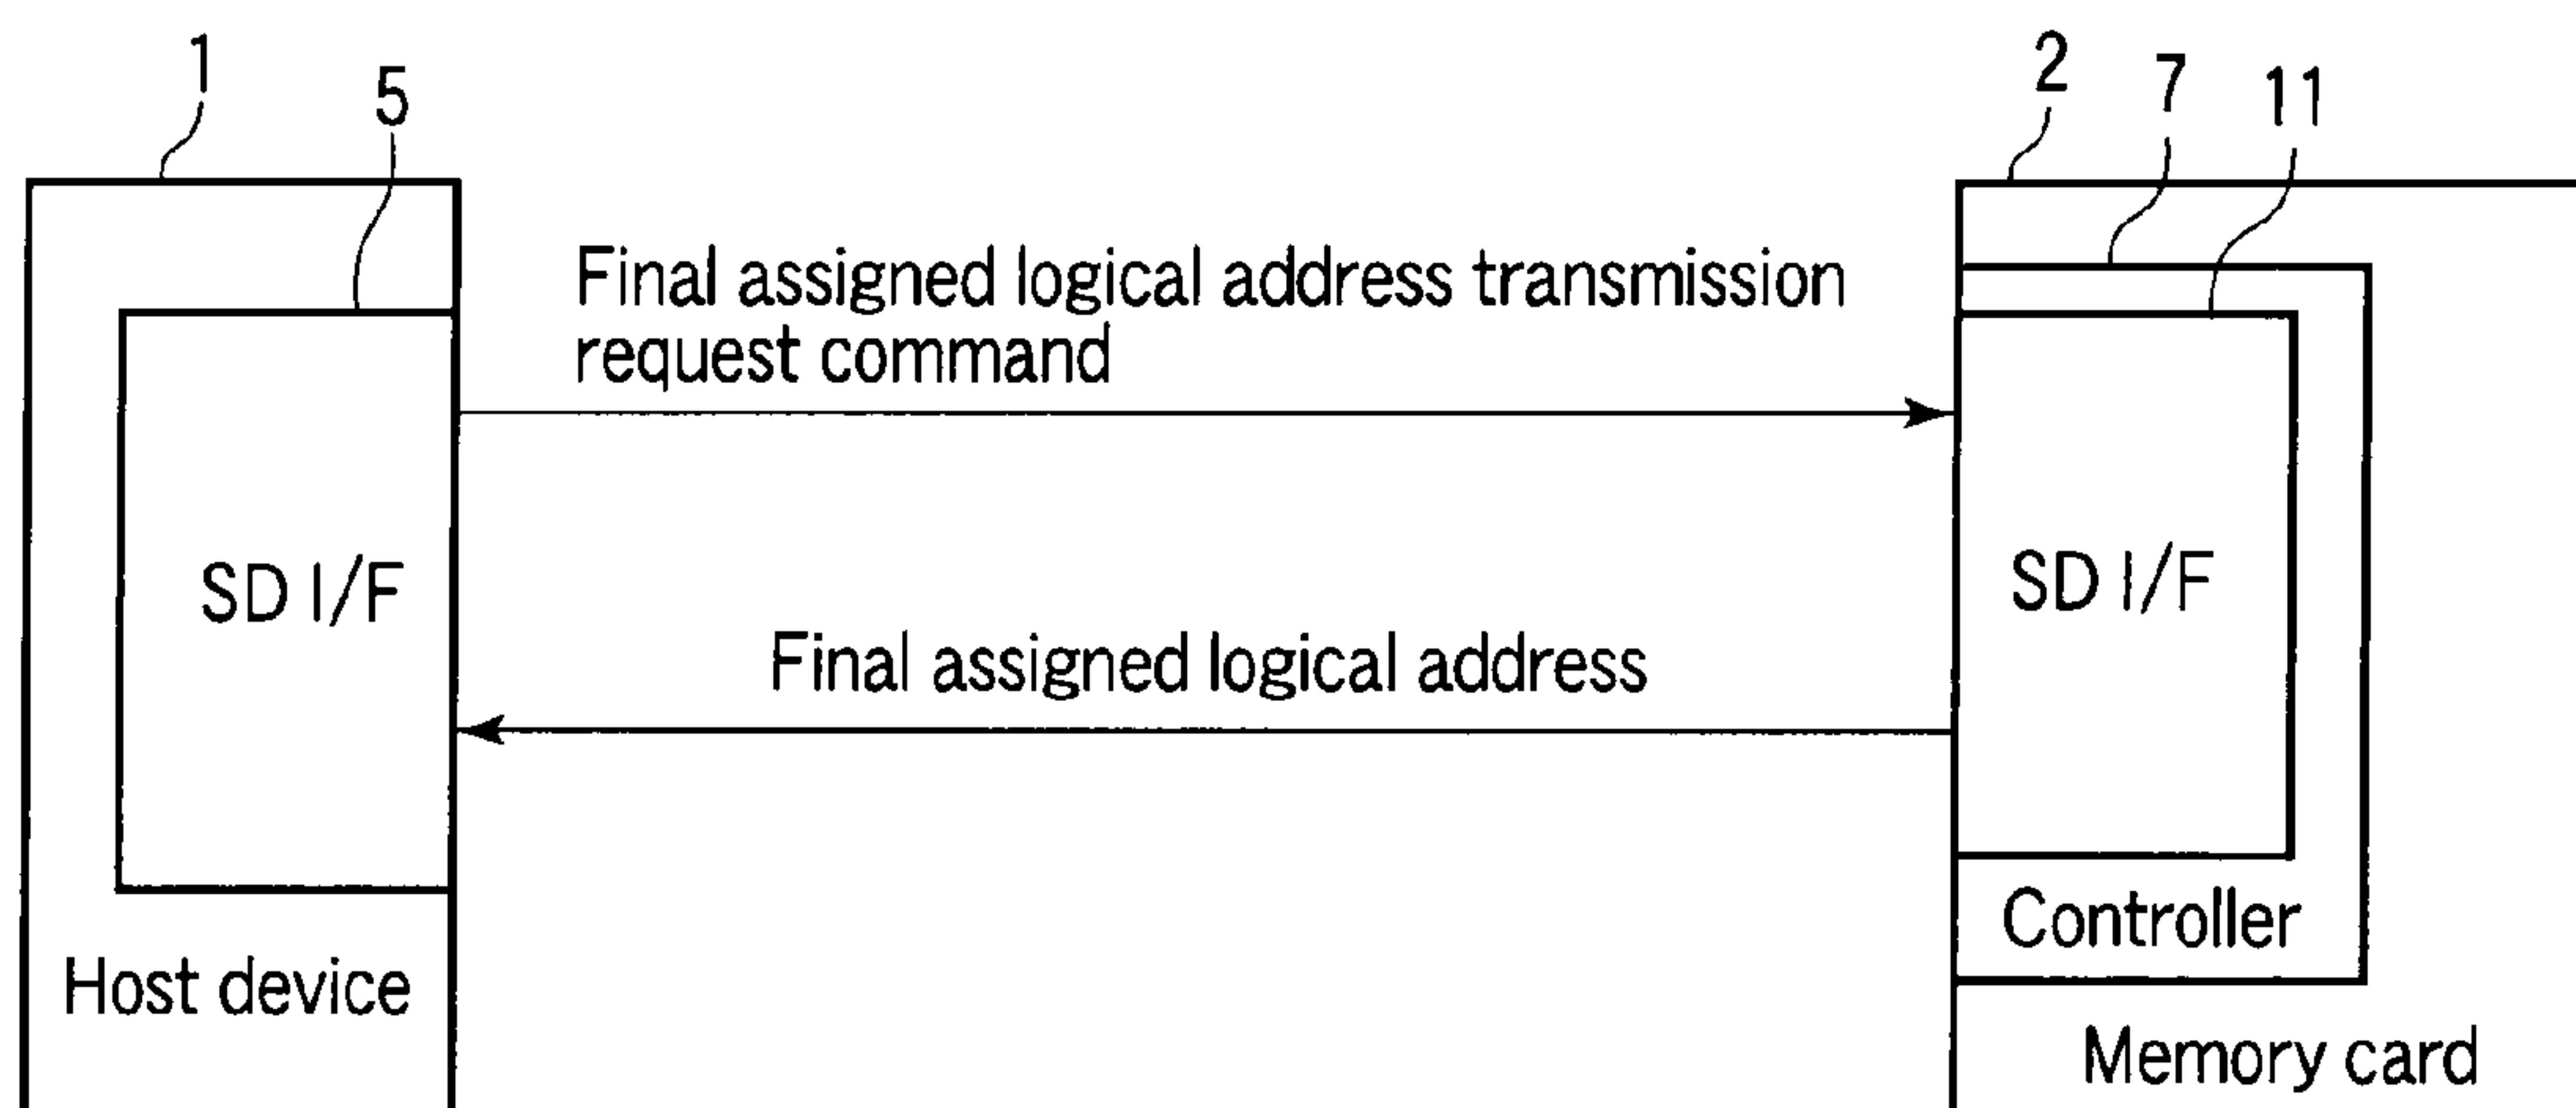 1
5
2
7
11
Final assigned logical address transmission
request command
SD I/F
SD I/F
Final assigned logical address
Controller
Host device
Memory card